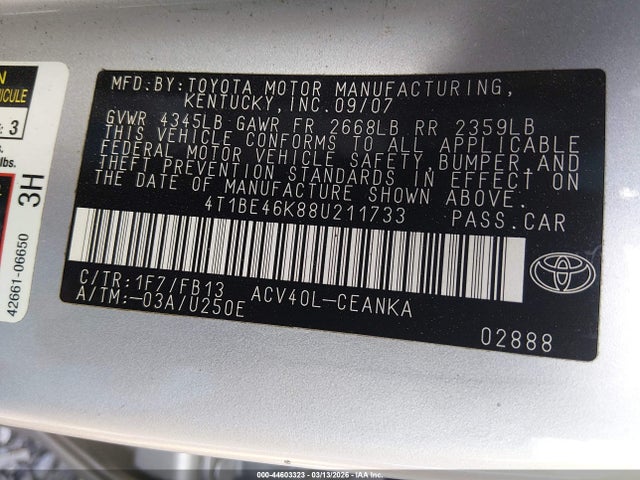 MFD.BY:TOYOTA MOTOR MANUFACTURING,
KENTUCKY,INC.09/07
GVWR 4345LB GAWR FR 2668LB RR 2359LB
THIS VEHICLE CONFORMS TO ALL APPLICABLE
FEDERAL MOTOR VEHICLE SAFETY,BUMPER,AND
THEFT PREVENTION STANDARDS IN EFFECT ON
THE DATE OF MANUFACTURE SHOWN ABOVE.
4T1BE46K88U211733 PASS.CAR
C/TR:1F7/FB13 ACV40L-CEANKA
A/TM:-03A/U250E
02888
3
lbs.
3H
42661-06650
IAA - 44603323 - 03/13/2026 - COPART